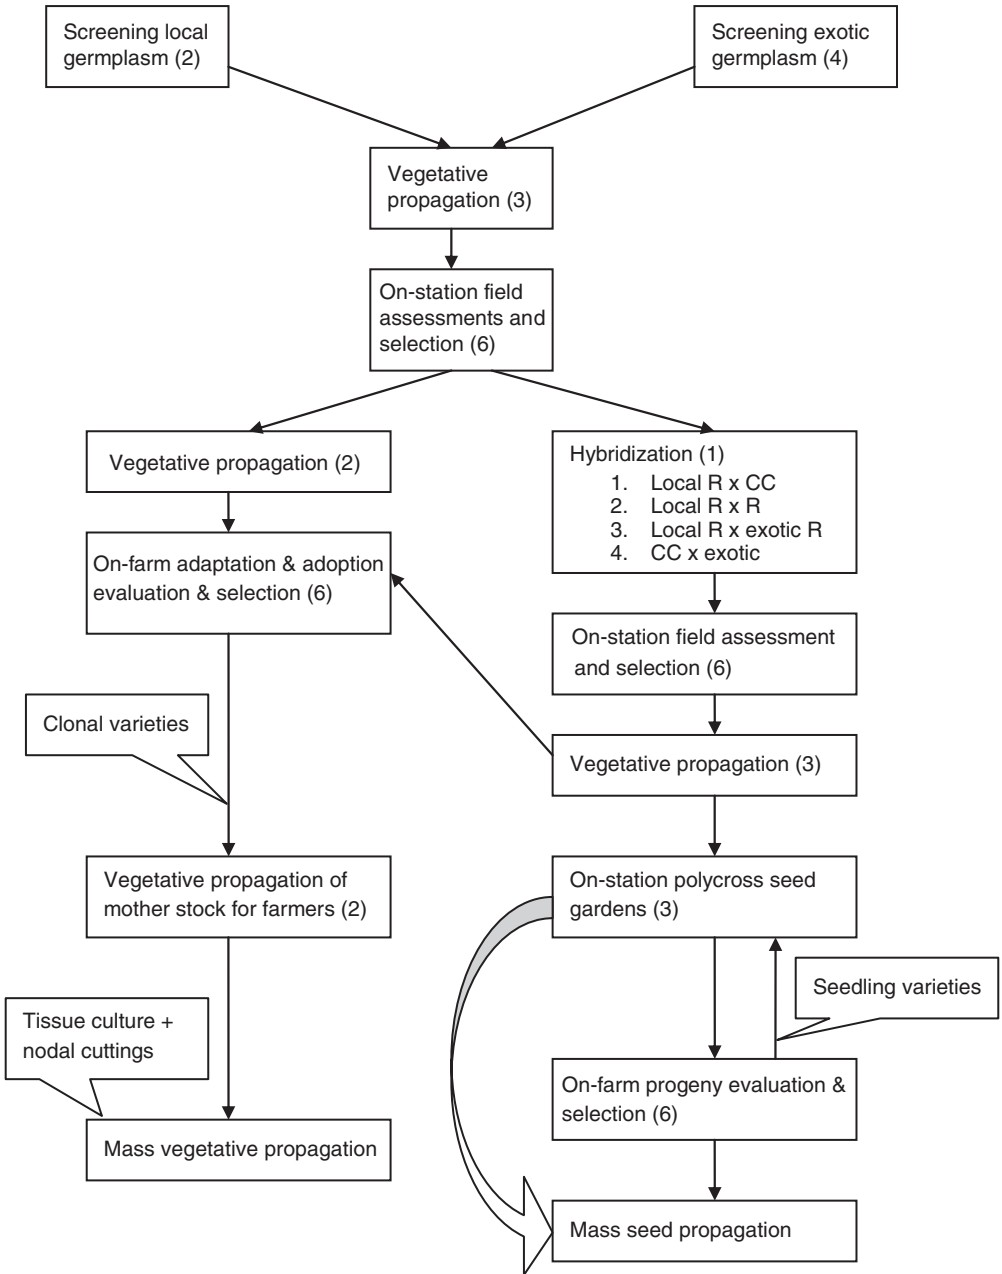 Screening local
germplasm (2)
Screening exotic
germplasm (4)
Vegetative
propagation (3)
On-station field
assessments and
selection (6)
Vegetative propagation (2)
Hybridization (1)
1. Local R x CC
2. Local R x R
3. Local R x exotic R
4. CC x exotic
On-farm adaptation & adoption
evaluation & selection (6)
On-station field assessment
and selection (6)
Clonal varieties
Vegetative propagation (3)
Vegetative propagation of
mother stock for farmers (2)
On-station polycross seed
gardens (3)
Seedling varieties
Tissue culture +
nodal cuttings
On-farm progeny evaluation &
selection (6)
Mass vegetative propagation
Mass seed propagation